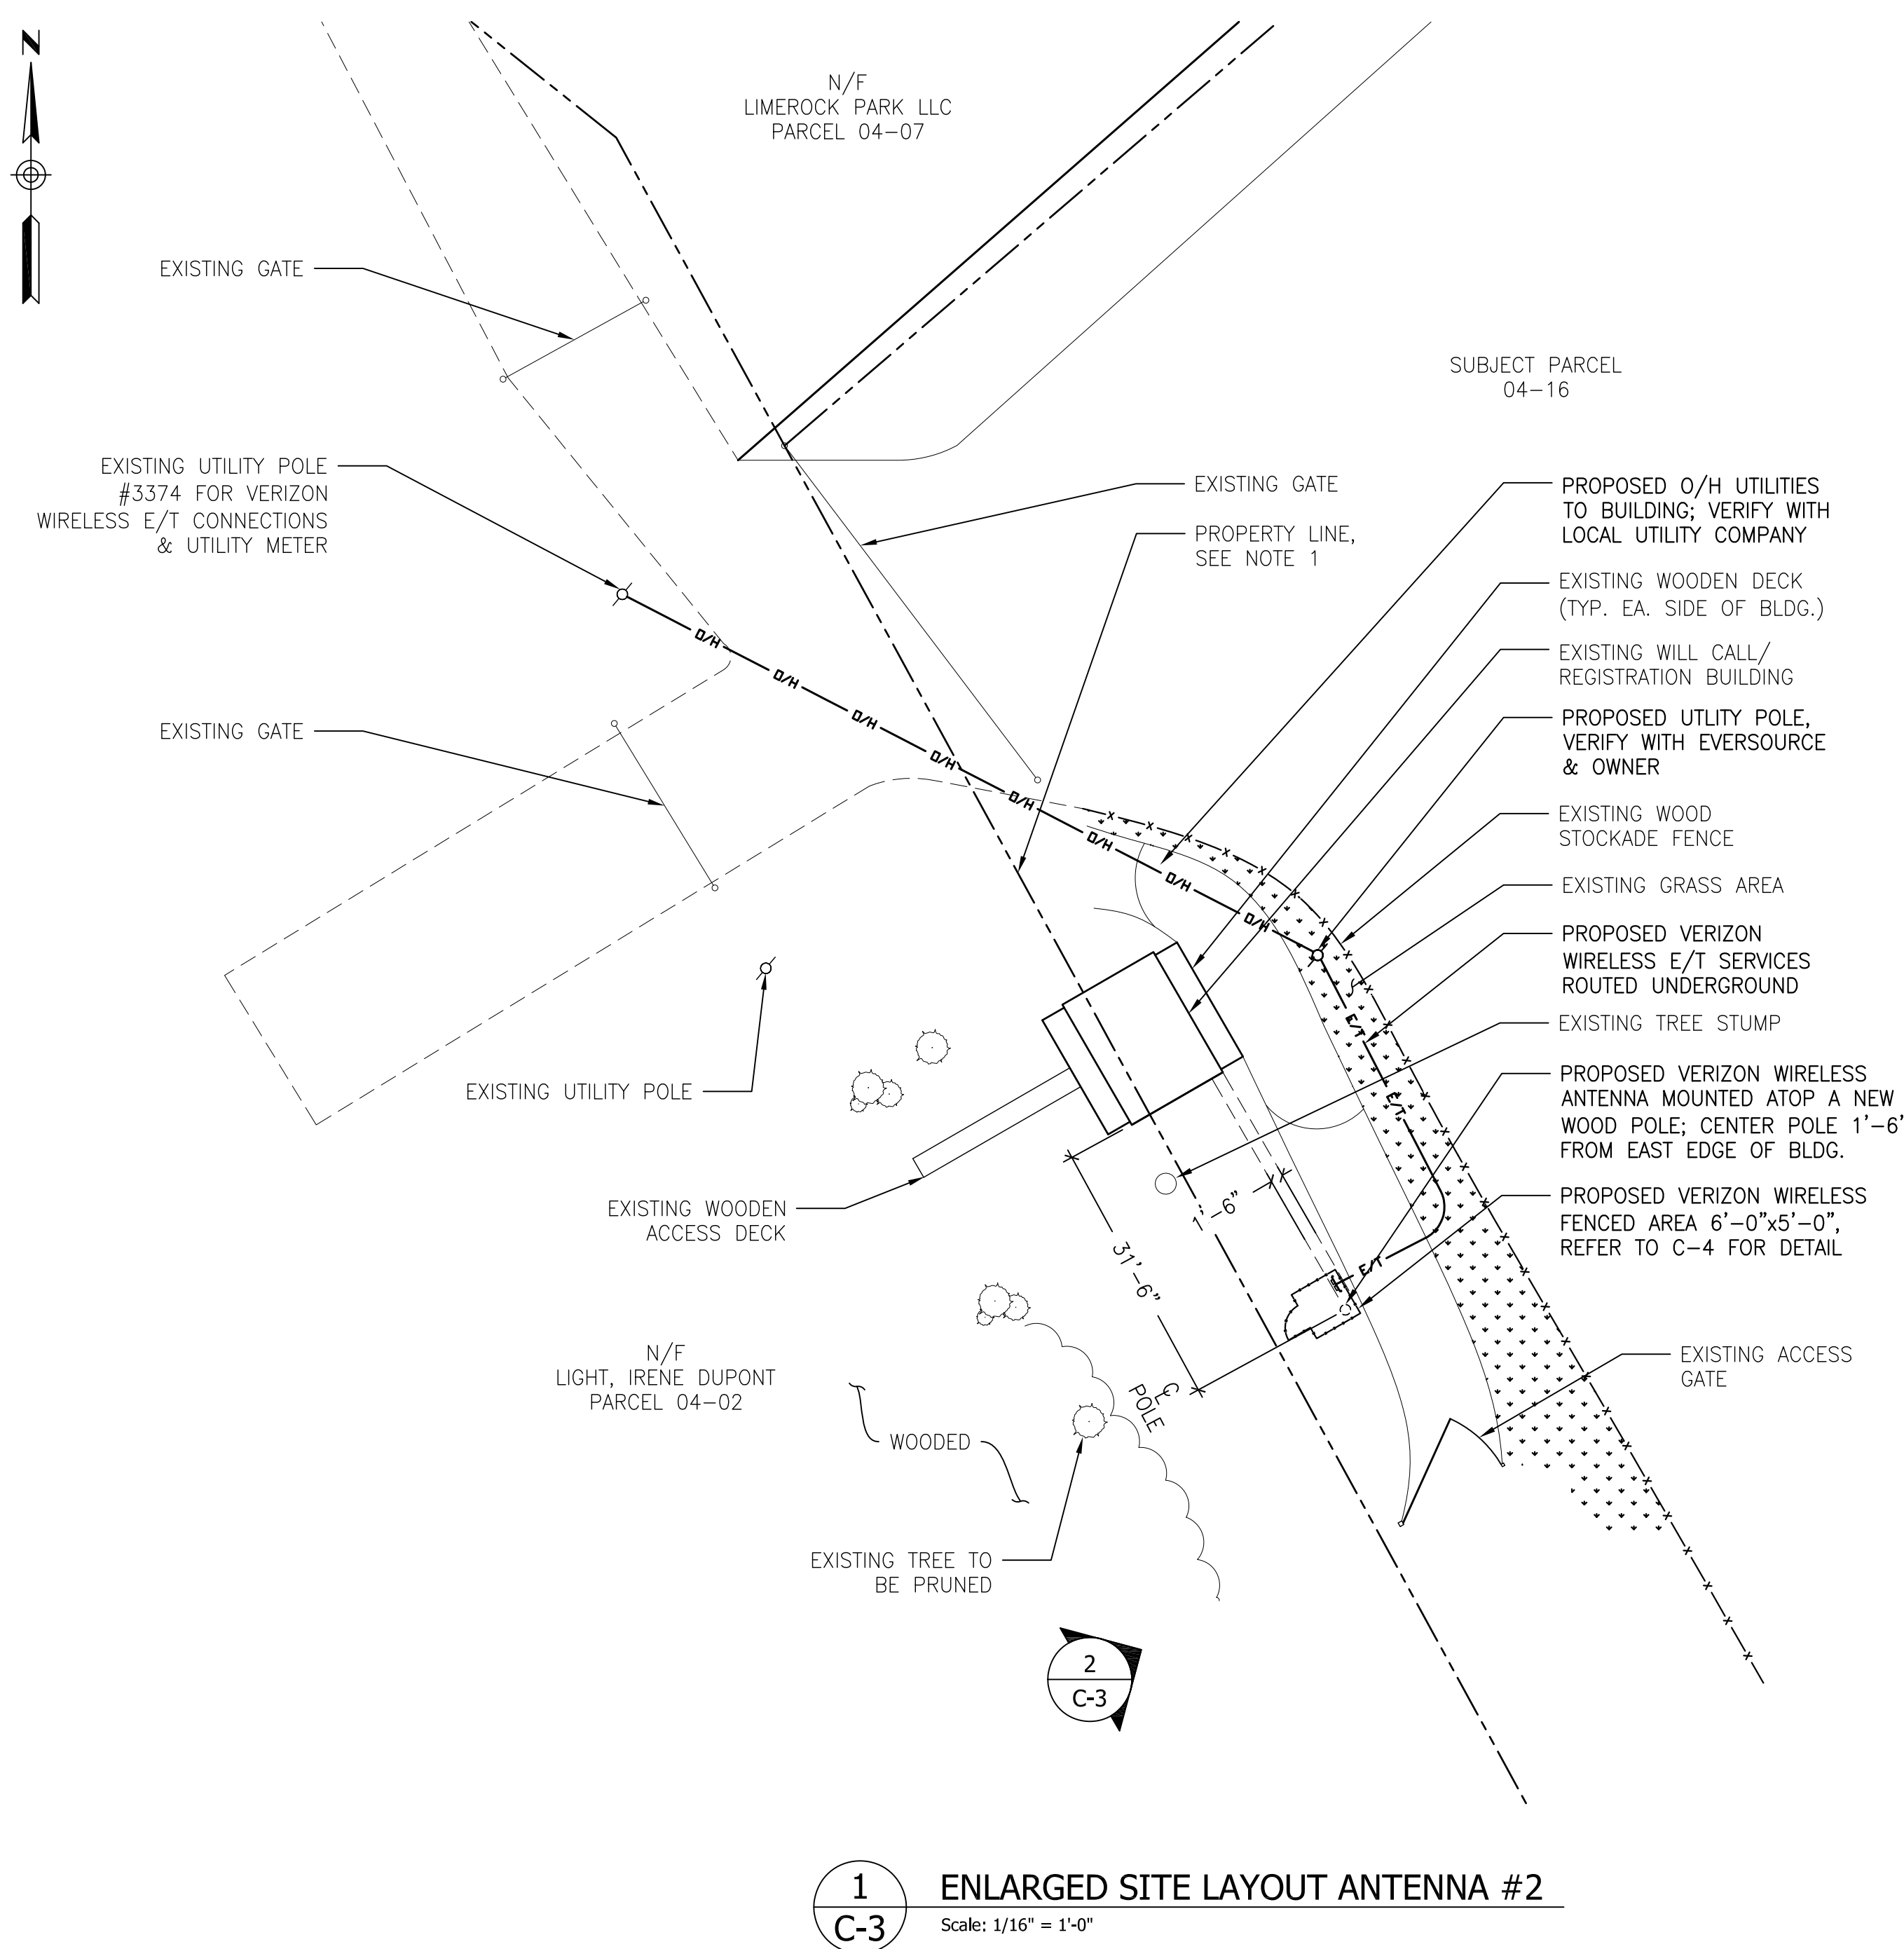 N
N/F
LIMEROCK PARK LLC
PARCEL 04-07
EXISTING GATE
SUBJECT PARCEL
04-16
EXISTING UTILITY POLE
#3374 FOR VERIZON
WIRELESS E/T CONNECTIONS
& UTILITY METER
EXISTING GATE
PROPERTY LINE,
SEE NOTE 1
PROPOSED O/H UTILITIES
TO BUILDING; VERIFY WITH
LOCAL UTILITY COMPANY
EXISTING WOODEN DECK
(TYP. EA. SIDE OF BLDG.)
EXISTING WILL CALL/
REGISTRATION BUILDING
PROPOSED UTLITY POLE,
VERIFY WITH EVERSOURCE
& OWNER
EXISTING WOOD
STOCKADE FENCE
EXISTING GRASS AREA
PROPOSED VERIZON
WIRELESS E/T SERVICES
ROUTED UNDERGROUND
EXISTING TREE STUMP
PROPOSED VERIZON WIRELESS
ANTENNA MOUNTED ATOP A NEW
WOOD POLE; CENTER POLE 1'-6"
FROM EAST EDGE OF BLDG.
PROPOSED VERIZON WIRELESS
FENCED AREA 6'-0"x5'-0",
REFER TO C-4 FOR DETAIL
EXISTING ACCESS
GATE
O/H
O/H
O/H
O/H
O/H
O/H
O/H
O/H
E/T
E/T
E/T
EXISTING GATE
EXISTING UTILITY POLE
EXISTING WOODEN
ACCESS DECK
1'-6"
31'-6"
CL
POLE
N/F
LIGHT, IRENE DUPONT
PARCEL 04-02
WOODED
EXISTING TREE TO
BE PRUNED
2
C-3
1
C-3
ENLARGED SITE LAYOUT ANTENNA #2
Scale: 1/16" = 1'-0"